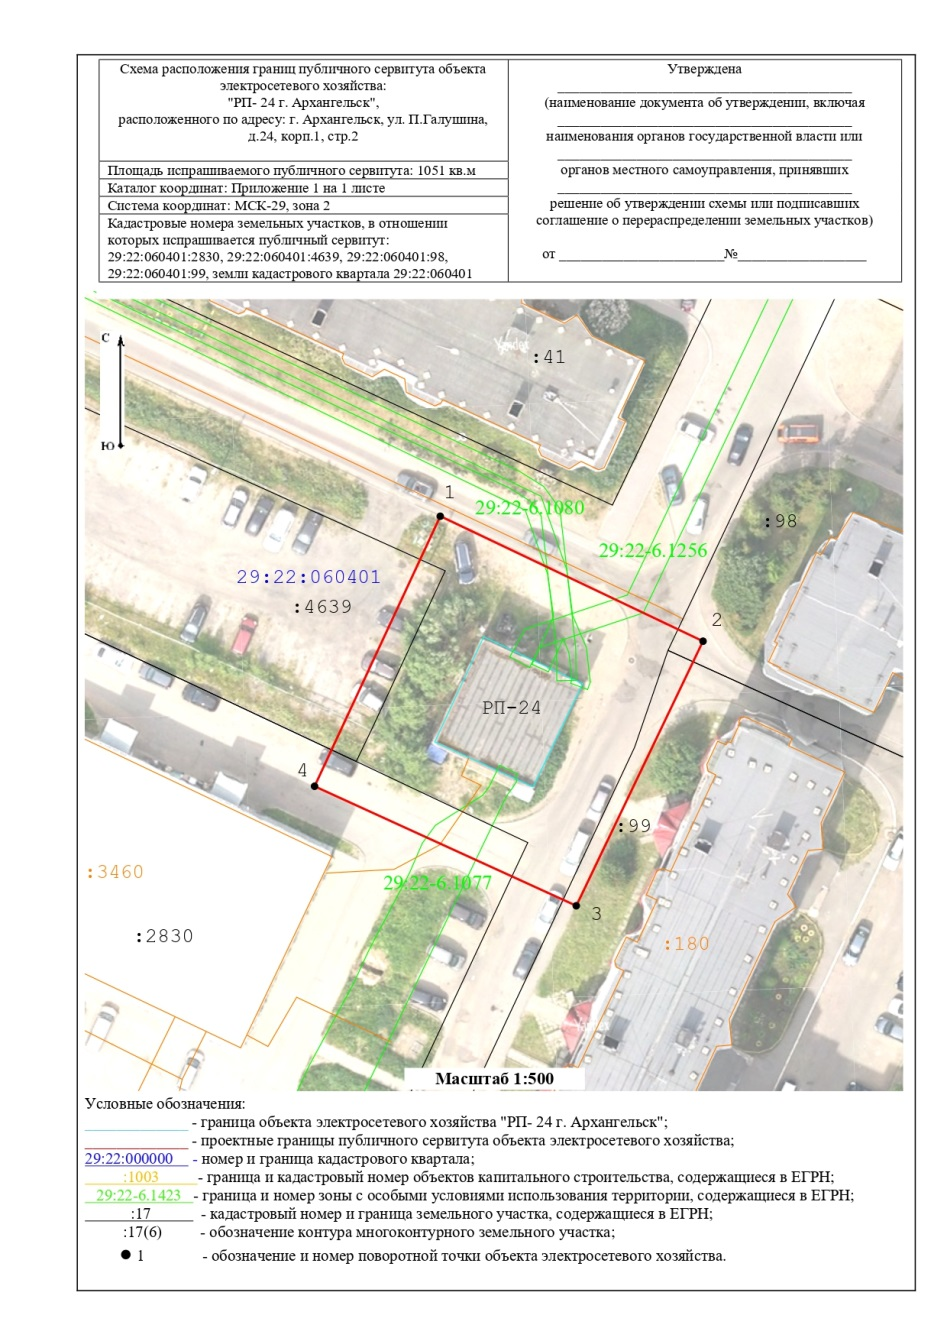 Схема расположения границ публичного сервитута объекта
электросетевого хозяйства:
"РП- 24 г. Архангельск",
расположенного по адресу: г. Архангельск, ул. П.Галушина,
д.24, корп.1, стр.2
Площадь испрашиваемого публичного сервитута: 1051 кв.м
Каталог координат: Приложение 1 на 1 листе
Система координат: МСК-29, зона 2
Кадастровые номера земельных участков, в отношении
которых испрашивается публичный сервитут:
29:22:060401:2830, 29:22:060401:4639, 29:22:060401:98,
29:22:060401:99, земли кадастрового квартала 29:22:060401
Утверждена
(наименование документа об утверждении, включая
наименования органов государственной власти или
органов местного самоуправления, принявших
решение об утверждении схемы или подписавших
соглашение о перераспределении земельных участков)
от ______________________№_________________
С
Ю
:41
1
29:22-6.1080
:98
29:22-6.1256
29:22:060401
:4639
2
РП-24
4
:99
:3460
29:22-6.1077
3
:2830
:180
Масштаб 1:500
Условные обозначения:
- граница объекта электросетевого хозяйства "РП- 24 г. Архангельск";
- проектные границы публичного сервитута объекта электросетевого хозяйства;
29:22:000000 - номер и граница кадастрового квартала;
:1003 - граница и кадастровый номер объектов капитального строительства, содержащиеся в ЕГРН;
29:22-6.1423 - граница и номер зоны с особыми условиями использования территории, содержащиеся в ЕГРН;
:17 - кадастровый номер и граница земельного участка, содержащиеся в ЕГРН;
:17(6) - обозначение контура многоконтурного земельного участка;
1 - обозначение и номер поворотной точки объекта электросетевого хозяйства.